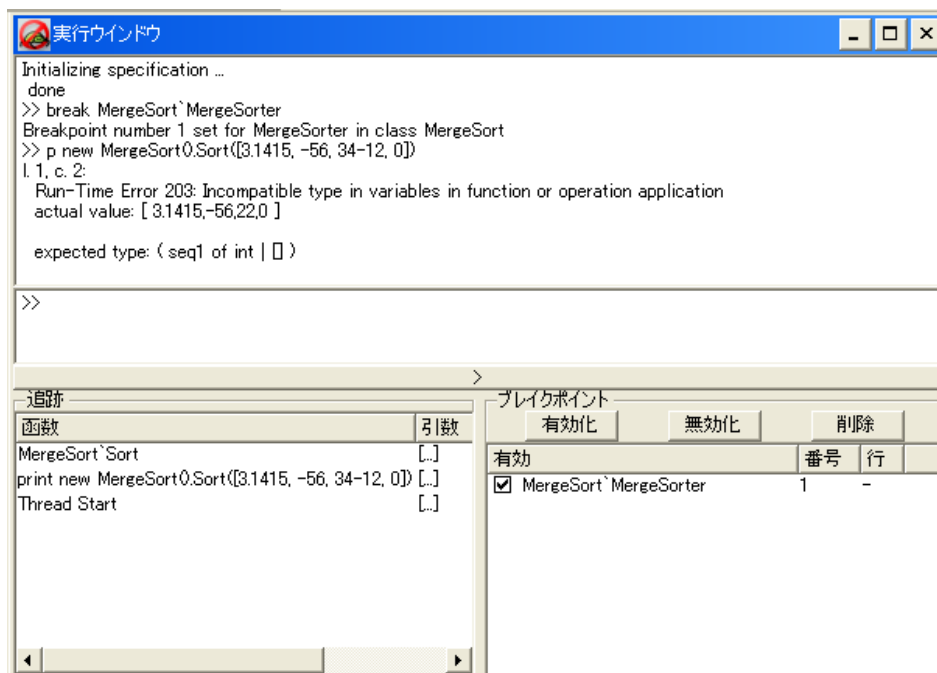 実行ウインドウ
Initializing specification ...
done
>> break MergeSort`MergeSorter
Breakpoint number 1 set for MergeSorter in class MergeSort
>> p new MergeSort().Sort([3.1415, -56, 34-12, 0])
l. 1, c. 2:
Run-Time Error 203: Incompatible type in variables in function or operation application
actual value: [ 3.1415,-56,22,0 ]
expected type: ( seq1 of int | [] )
>>
>
追跡
函数 引数
MergeSort`Sort [...]
print new MergeSort().Sort([3.1415, -56, 34-12, 0]) [...]
Thread Start [...]
ブレイクポイント
有効化 無効化 削除
有効 番号 行
MergeSort`MergeSorter 1 -